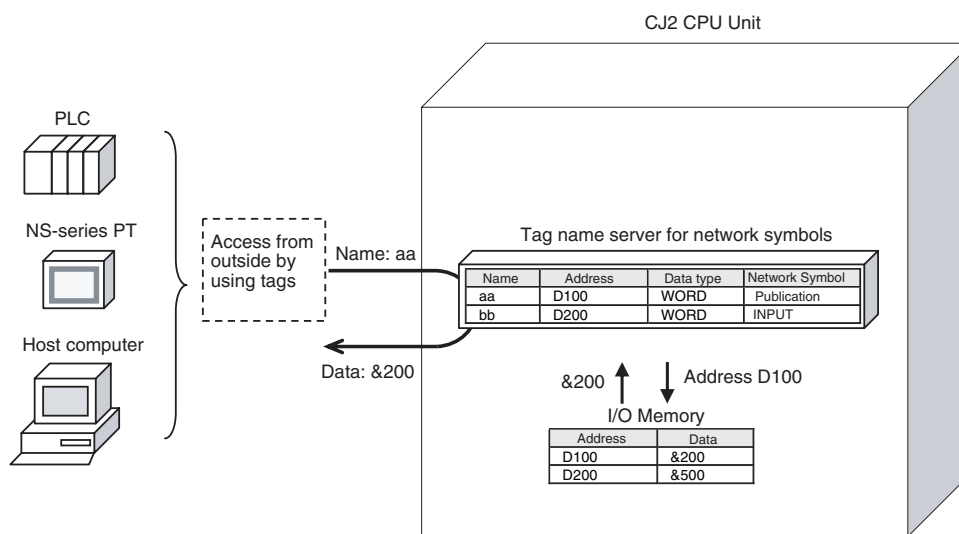 CJ2 CPU Unit
PLC
NS-series PT
Host computer
Access from
outside by
using tags
Name: aa
Data: &200
Tag name server for network symbols
Name Address Data type Network Symbol
aa D100 WORD Publication
bb D200 WORD INPUT
&200
Address D100
I/O Memory
Address Data
D100 &200
D200 &500